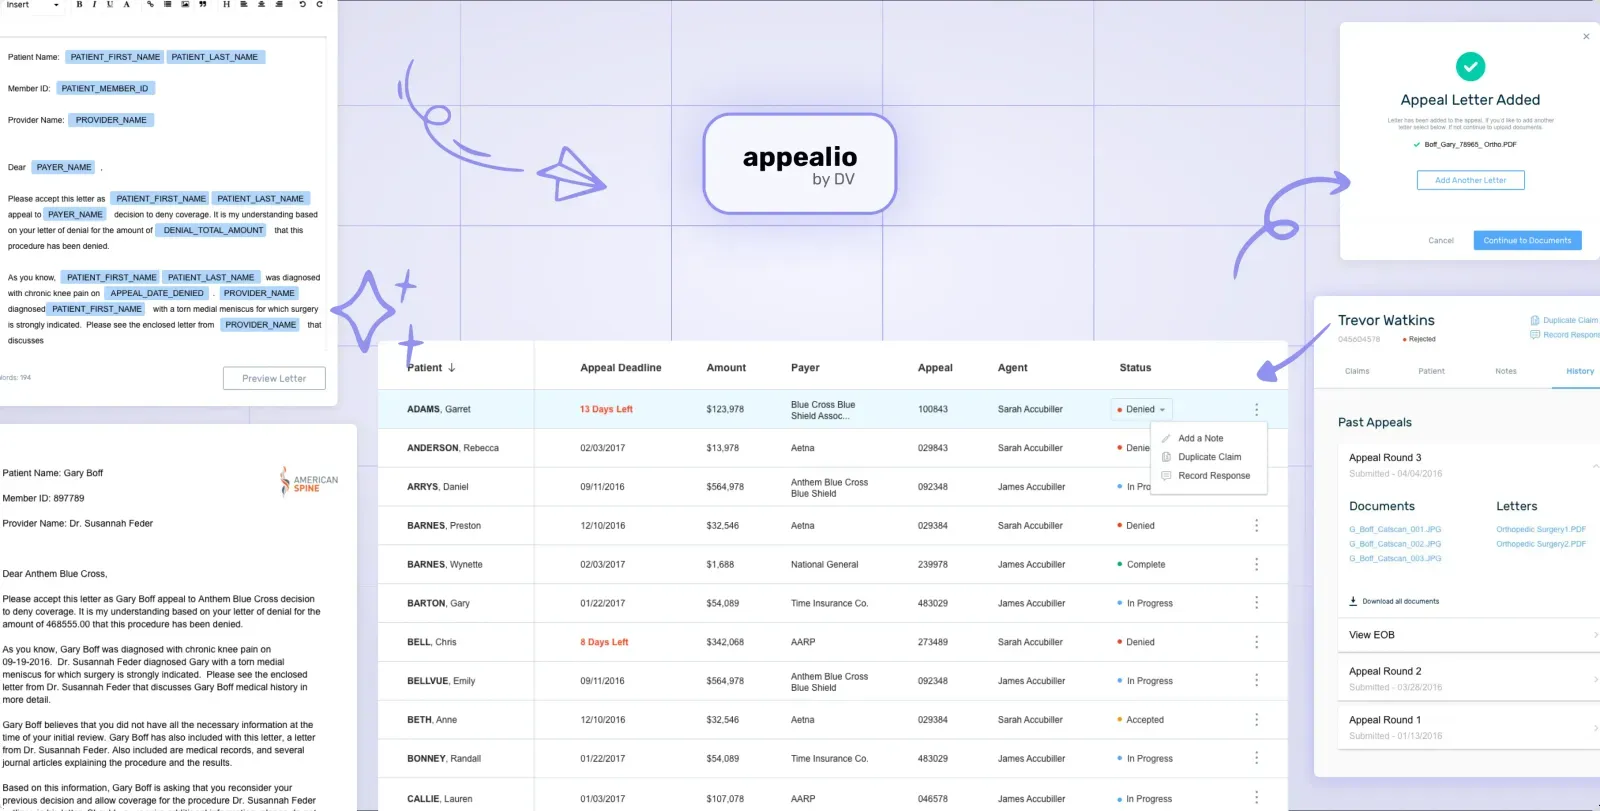 Insert B I U A H
Patient Name: PATIENT_FIRST_NAME PATIENT_LAST_NAME
Member ID: PATIENT_MEMBER_ID
Provider Name: PROVIDER_NAME
Dear PAYER_NAME ,
Please accept this letter as PATIENT_FIRST_NAME PATIENT_LAST_NAME
appeal to PAYER_NAME decision to deny coverage. It is my understanding based
on your letter of denial for the amount of DENIAL_TOTAL_AMOUNT that this
procedure has been denied.
As you know, PATIENT_FIRST_NAME PATIENT_LAST_NAME was diagnosed
with chronic knee pain on APPEAL_DATE_DENIED . PROVIDER_NAME
diagnosed PATIENT_FIRST_NAME with a torn medial meniscus for which surgery
is strongly indicated. Please see the enclosed letter from PROVIDER_NAME that
discusses
Words: 194
Preview Letter
Patient Name: Gary Boff
AMERICAN
SPINE
Member ID: 897789
Provider Name: Dr. Susannah Feder
Dear Anthem Blue Cross,
Please accept this letter as Gary Boff appeal to Anthem Blue Cross decision
to deny coverage. It is my understanding based on your letter of denial for the
amount of 468555.00 that this procedure has been denied.
As you know, Gary Boff was diagnosed with chronic knee pain on
09-19-2016. Dr. Susannah Feder diagnosed Gary with a torn medial
meniscus for which surgery is strongly indicated. Please see the enclosed
letter from Dr. Susannah Feder that discusses Gary Boff medical history in
more detail.
Gary Boff believes that you did not have all the necessary information at the
time of your initial review. Gary Boff has also included with this letter, a letter
from Dr. Susannah Feder. Also included are medical records, and several
journal articles explaining the procedure and the results.
Based on this information, Gary Boff is asking that you reconsider your
previous decision and allow coverage for the procedure Dr. Susannah Feder
appealio
by DV
Patient Appeal Deadline Amount Payer Appeal Agent Status
ADAMS, Garret 13 Days Left $123,978 Blue Cross Blue Shield Assoc... 100843 Sarah Accubiller Denied
Add a Note
Duplicate Claim
Record Response
ANDERSON, Rebecca 02/03/2017 $13,978 Aetna 029843 Sarah Accubiller Denie
ARRYS, Daniel 09/11/2016 $564,978 Anthem Blue Cross Blue Shield 092348 James Accubiller In Pro
BARNES, Preston 12/10/2016 $32,546 Aetna 029384 Sarah Accubiller Denied
BARNES, Wynette 02/03/2017 $1,688 National General 239978 James Accubiller Complete
BARTON, Gary 01/22/2017 $54,089 Time Insurance Co. 483029 James Accubiller In Progress
BELL, Chris 8 Days Left $342,068 AARP 273489 Sarah Accubiller Denied
BELLVUE, Emily 09/11/2016 $564,978 Anthem Blue Cross Blue Shield 092348 James Accubiller In Progress
BETH, Anne 12/10/2016 $32,546 Aetna 029384 Sarah Accubiller Accepted
BONNEY, Randall 01/22/2017 $54,089 Time Insurance Co. 483029 James Accubiller In Progress
CALLIE, Lauren 01/03/2017 $107,078 AARP 046578 James Accubiller In Progress
Appeal Letter Added
Letter has been added to the appeal. If you'd like to add another
letter select below. If not continue to upload documents.
Boff_Gary_78965_ Ortho.PDF
Add Another Letter
Cancel
Continue to Documents
Trevor Watkins
Duplicate Claim
Rejected
Record Respons
Claims Patient Notes History
Past Appeals
Appeal Round 3
Submitted - 04/04/2016
Documents Letters
G_Boff_Catscan_001.JPG Orthopedic Surgery1.PDF
G_Boff_Catscan_002.JPG Orthopedic Surgery2.PDF
G_Boff_Catscan_003.JPG
Download all documents
View EOB
Appeal Round 2
Submitted - 03/28/2016
Appeal Round 1
Submitted - 01/13/2016